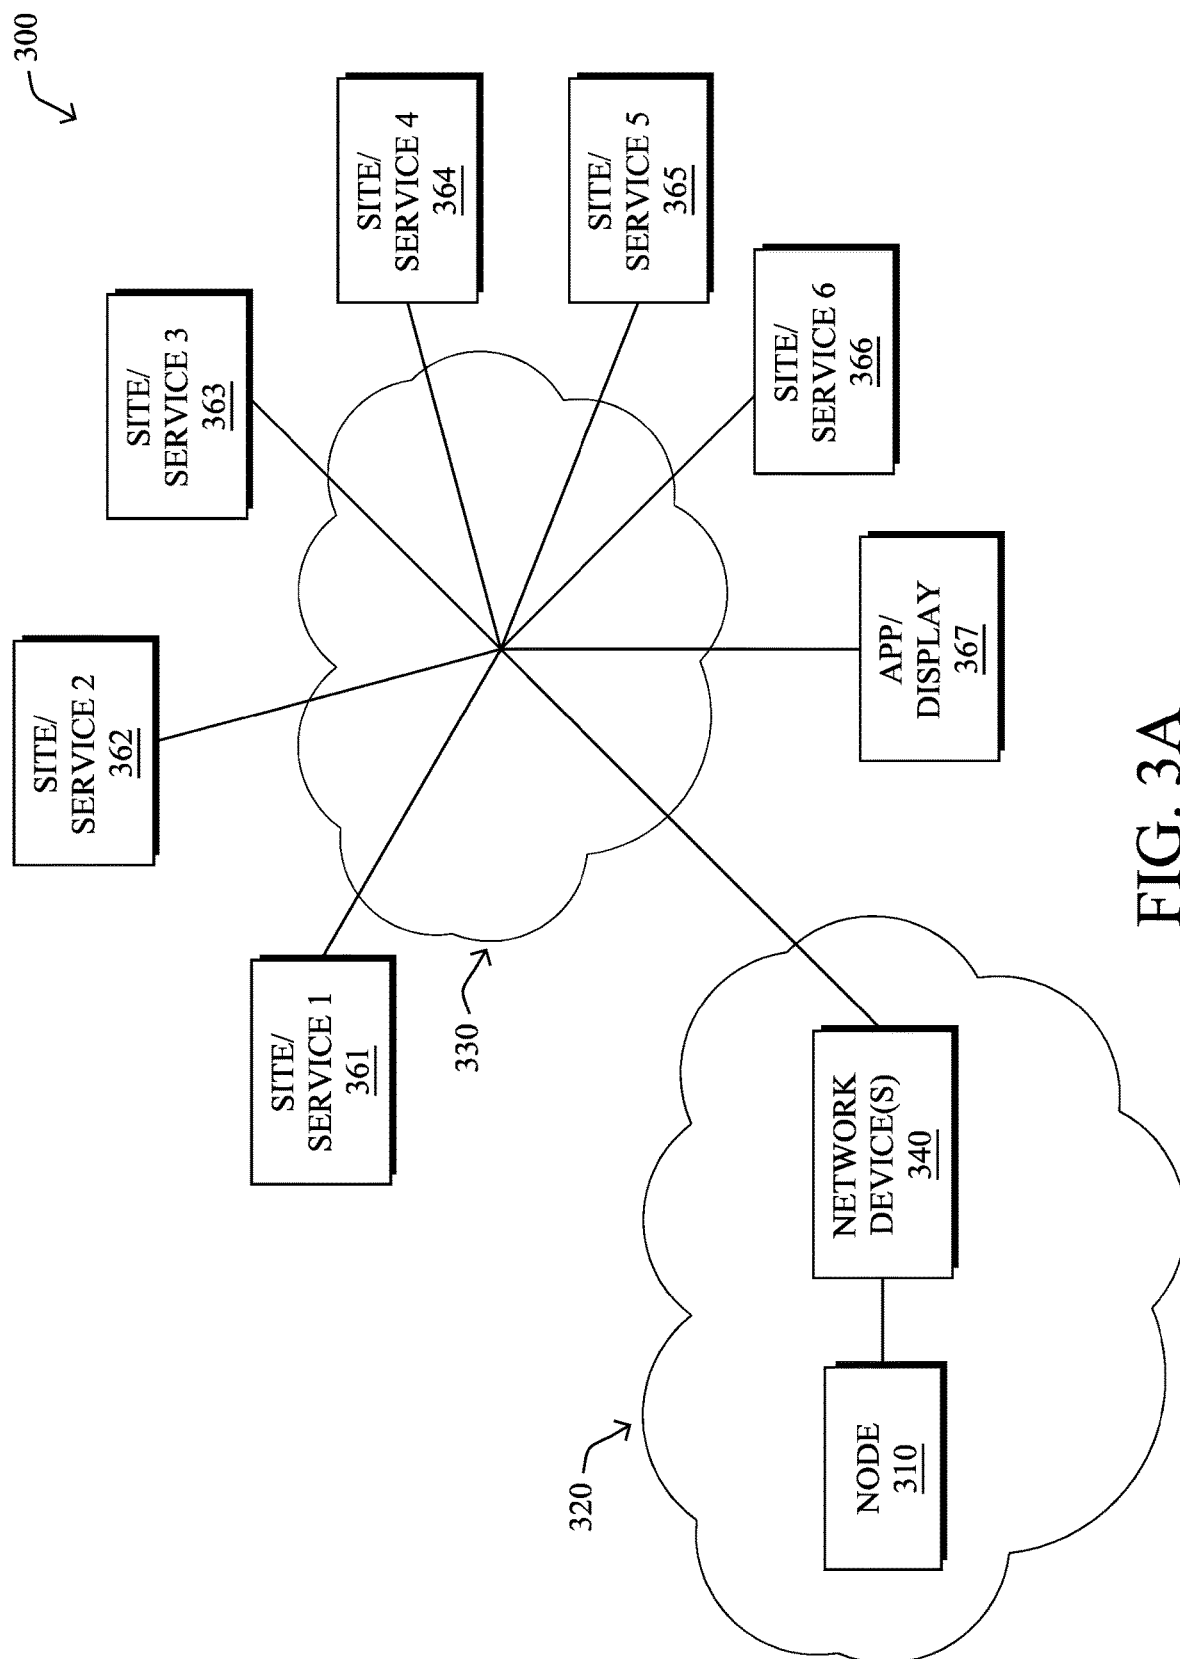 300
SITE/
SERVICE 1
361
SITE/
SERVICE 2
362
SITE/
SERVICE 3
363
SITE/
SERVICE 4
364
SITE/
SERVICE 5
365
SITE/
SERVICE 6
366
APP/
DISPLAY
367
330
320
NODE
310
NETWORK
DEVICE(S)
340
FIG. 3A